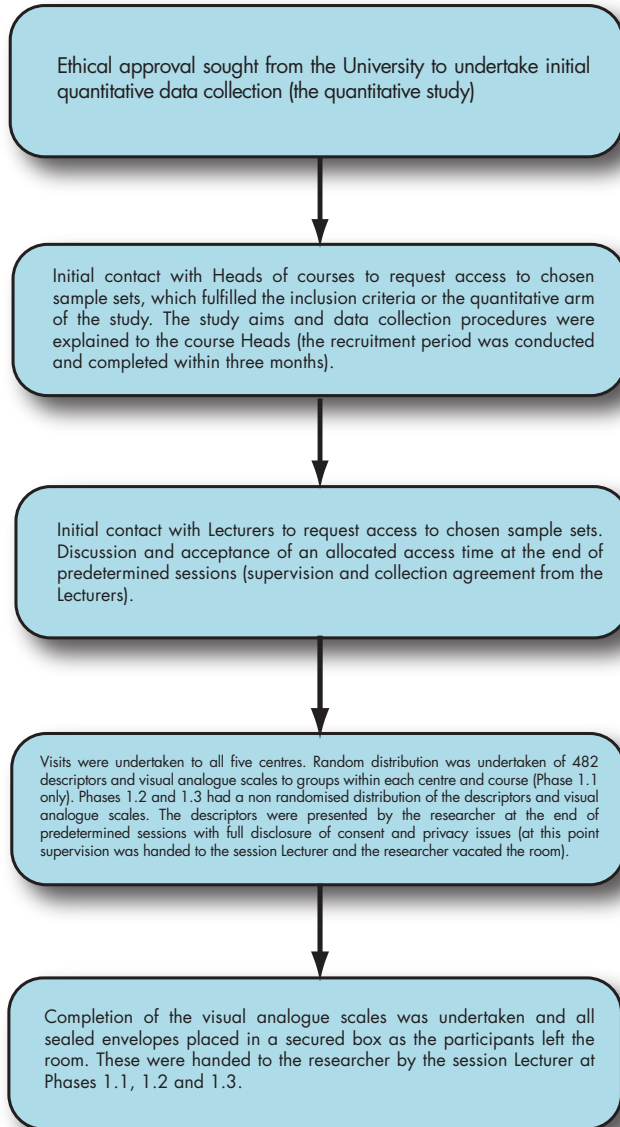 Ethical approval sought from the University to undertake initial
quantitative data collection (the quantitative study)
Initial contact with Heads of courses to request access to chosen
sample sets, which fulfilled the inclusion criteria or the quantitative arm
of the study. The study aims and data collection procedures were
explained to the course Heads (the recruitment period was conducted
and completed within three months).
Initial contact with Lecturers to request access to chosen sample sets.
Discussion and acceptance of an allocated access time at the end of
predetermined sessions (supervision and collection agreement from the
Lecturers).
Visits were undertaken to all five centres. Random distribution was undertaken of 482
descriptors and visual analogue scales to groups within each centre and course (Phase 1.1
only). Phases 1.2 and 1.3 had a non randomised distribution of the descriptors and visual
analogue scales. The descriptors were presented by the researcher at the end of
predetermined sessions with full disclosure of consent and privacy issues (at this point
supervision was handed to the session Lecturer and the researcher vacated the room).
Completion of the visual analogue scales was undertaken and all
sealed envelopes placed in a secured box as the participants left the
room. These were handed to the researcher by the session Lecturer at
Phases 1.1, 1.2 and 1.3.